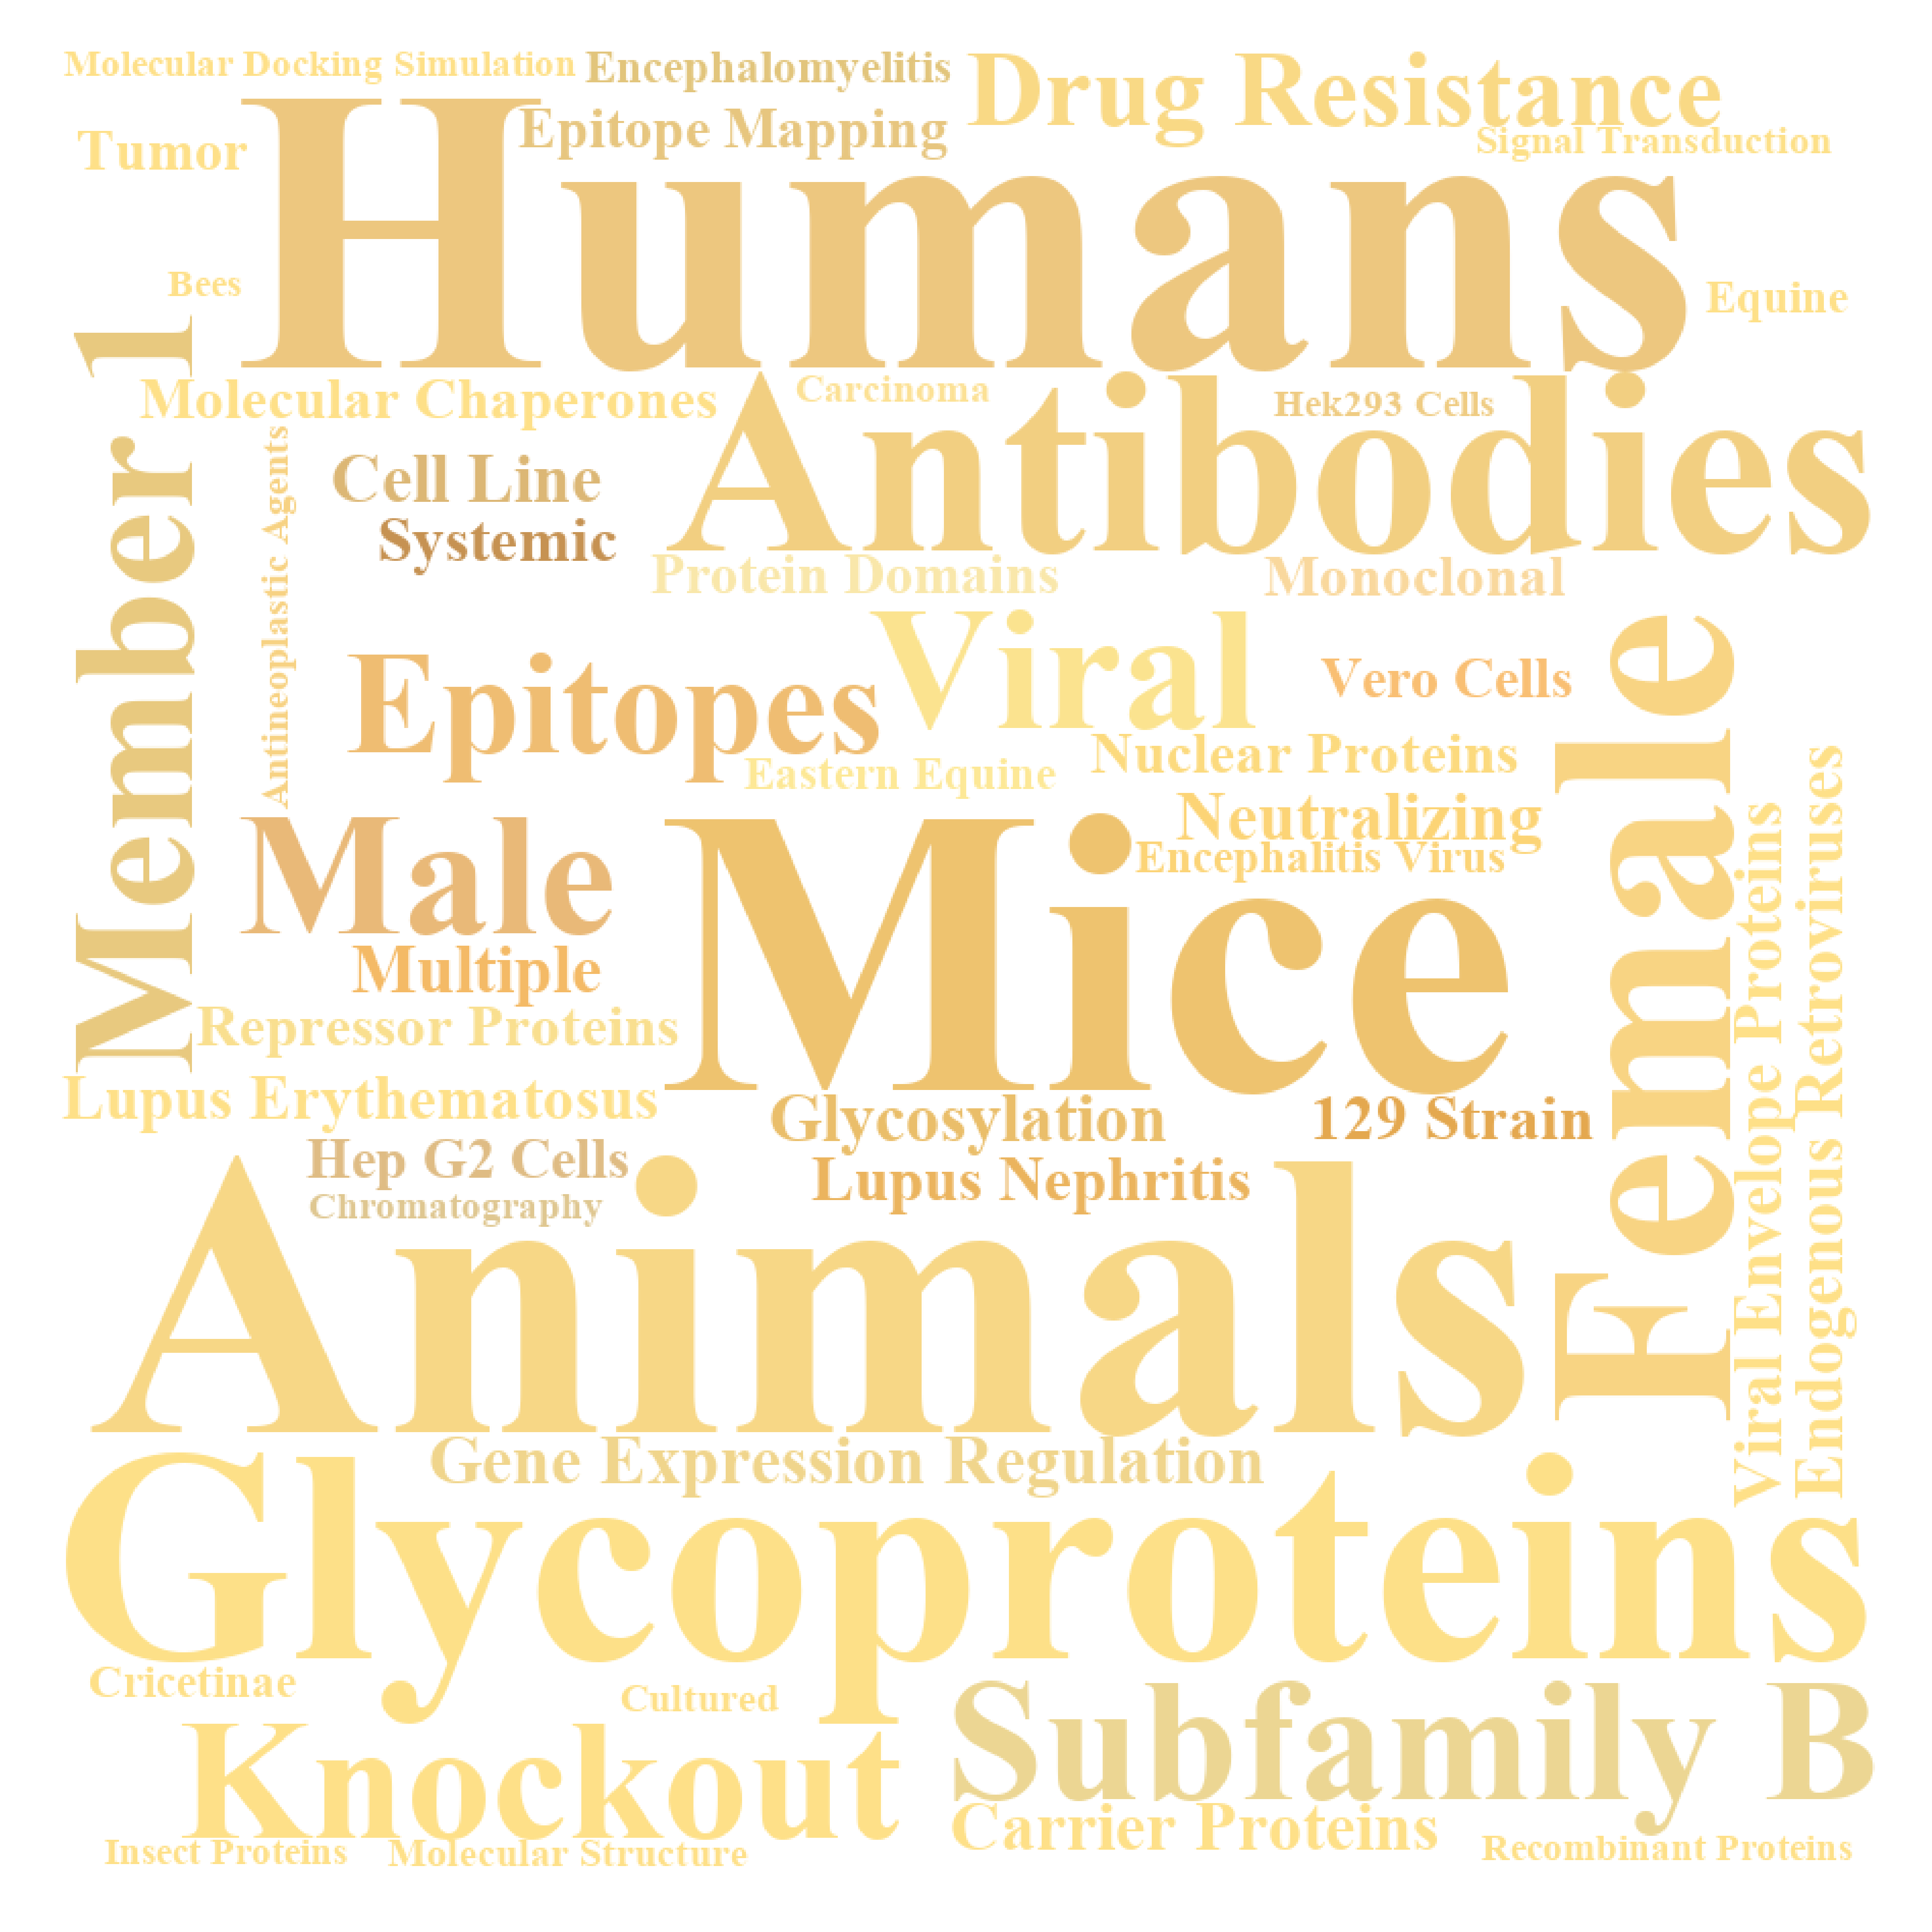 Molecular Docking Simulation
Encephalomyelitis
Drug Resistance
Tumor
Epitope Mapping
Signal Transduction
Humans
Bees
Equine
Member 1
Molecular Chaperones
Carcinoma
Hek293 Cells
Antibodies
Antineoplastic Agents
Cell Line
Systemic
Protein Domains
Monoclonal
Viral
Epitopes
Vero Cells
Female
Nuclear Proteins
Eastern Equine
Neutralizing
Encephalitis Virus
Male
Mice
Viral Envelope Proteins
Endogenous Retroviruses
Multiple
Repressor Proteins
Lupus Erythematosus
Glycosylation
129 Strain
Hep G2 Cells
Lupus Nephritis
Chromatography
Animals
Gene Expression Regulation
Glycoproteins
Cricetinae
Cultured
Subfamily B
Knockout
Carrier Proteins
Insect Proteins
Molecular Structure
Recombinant Proteins